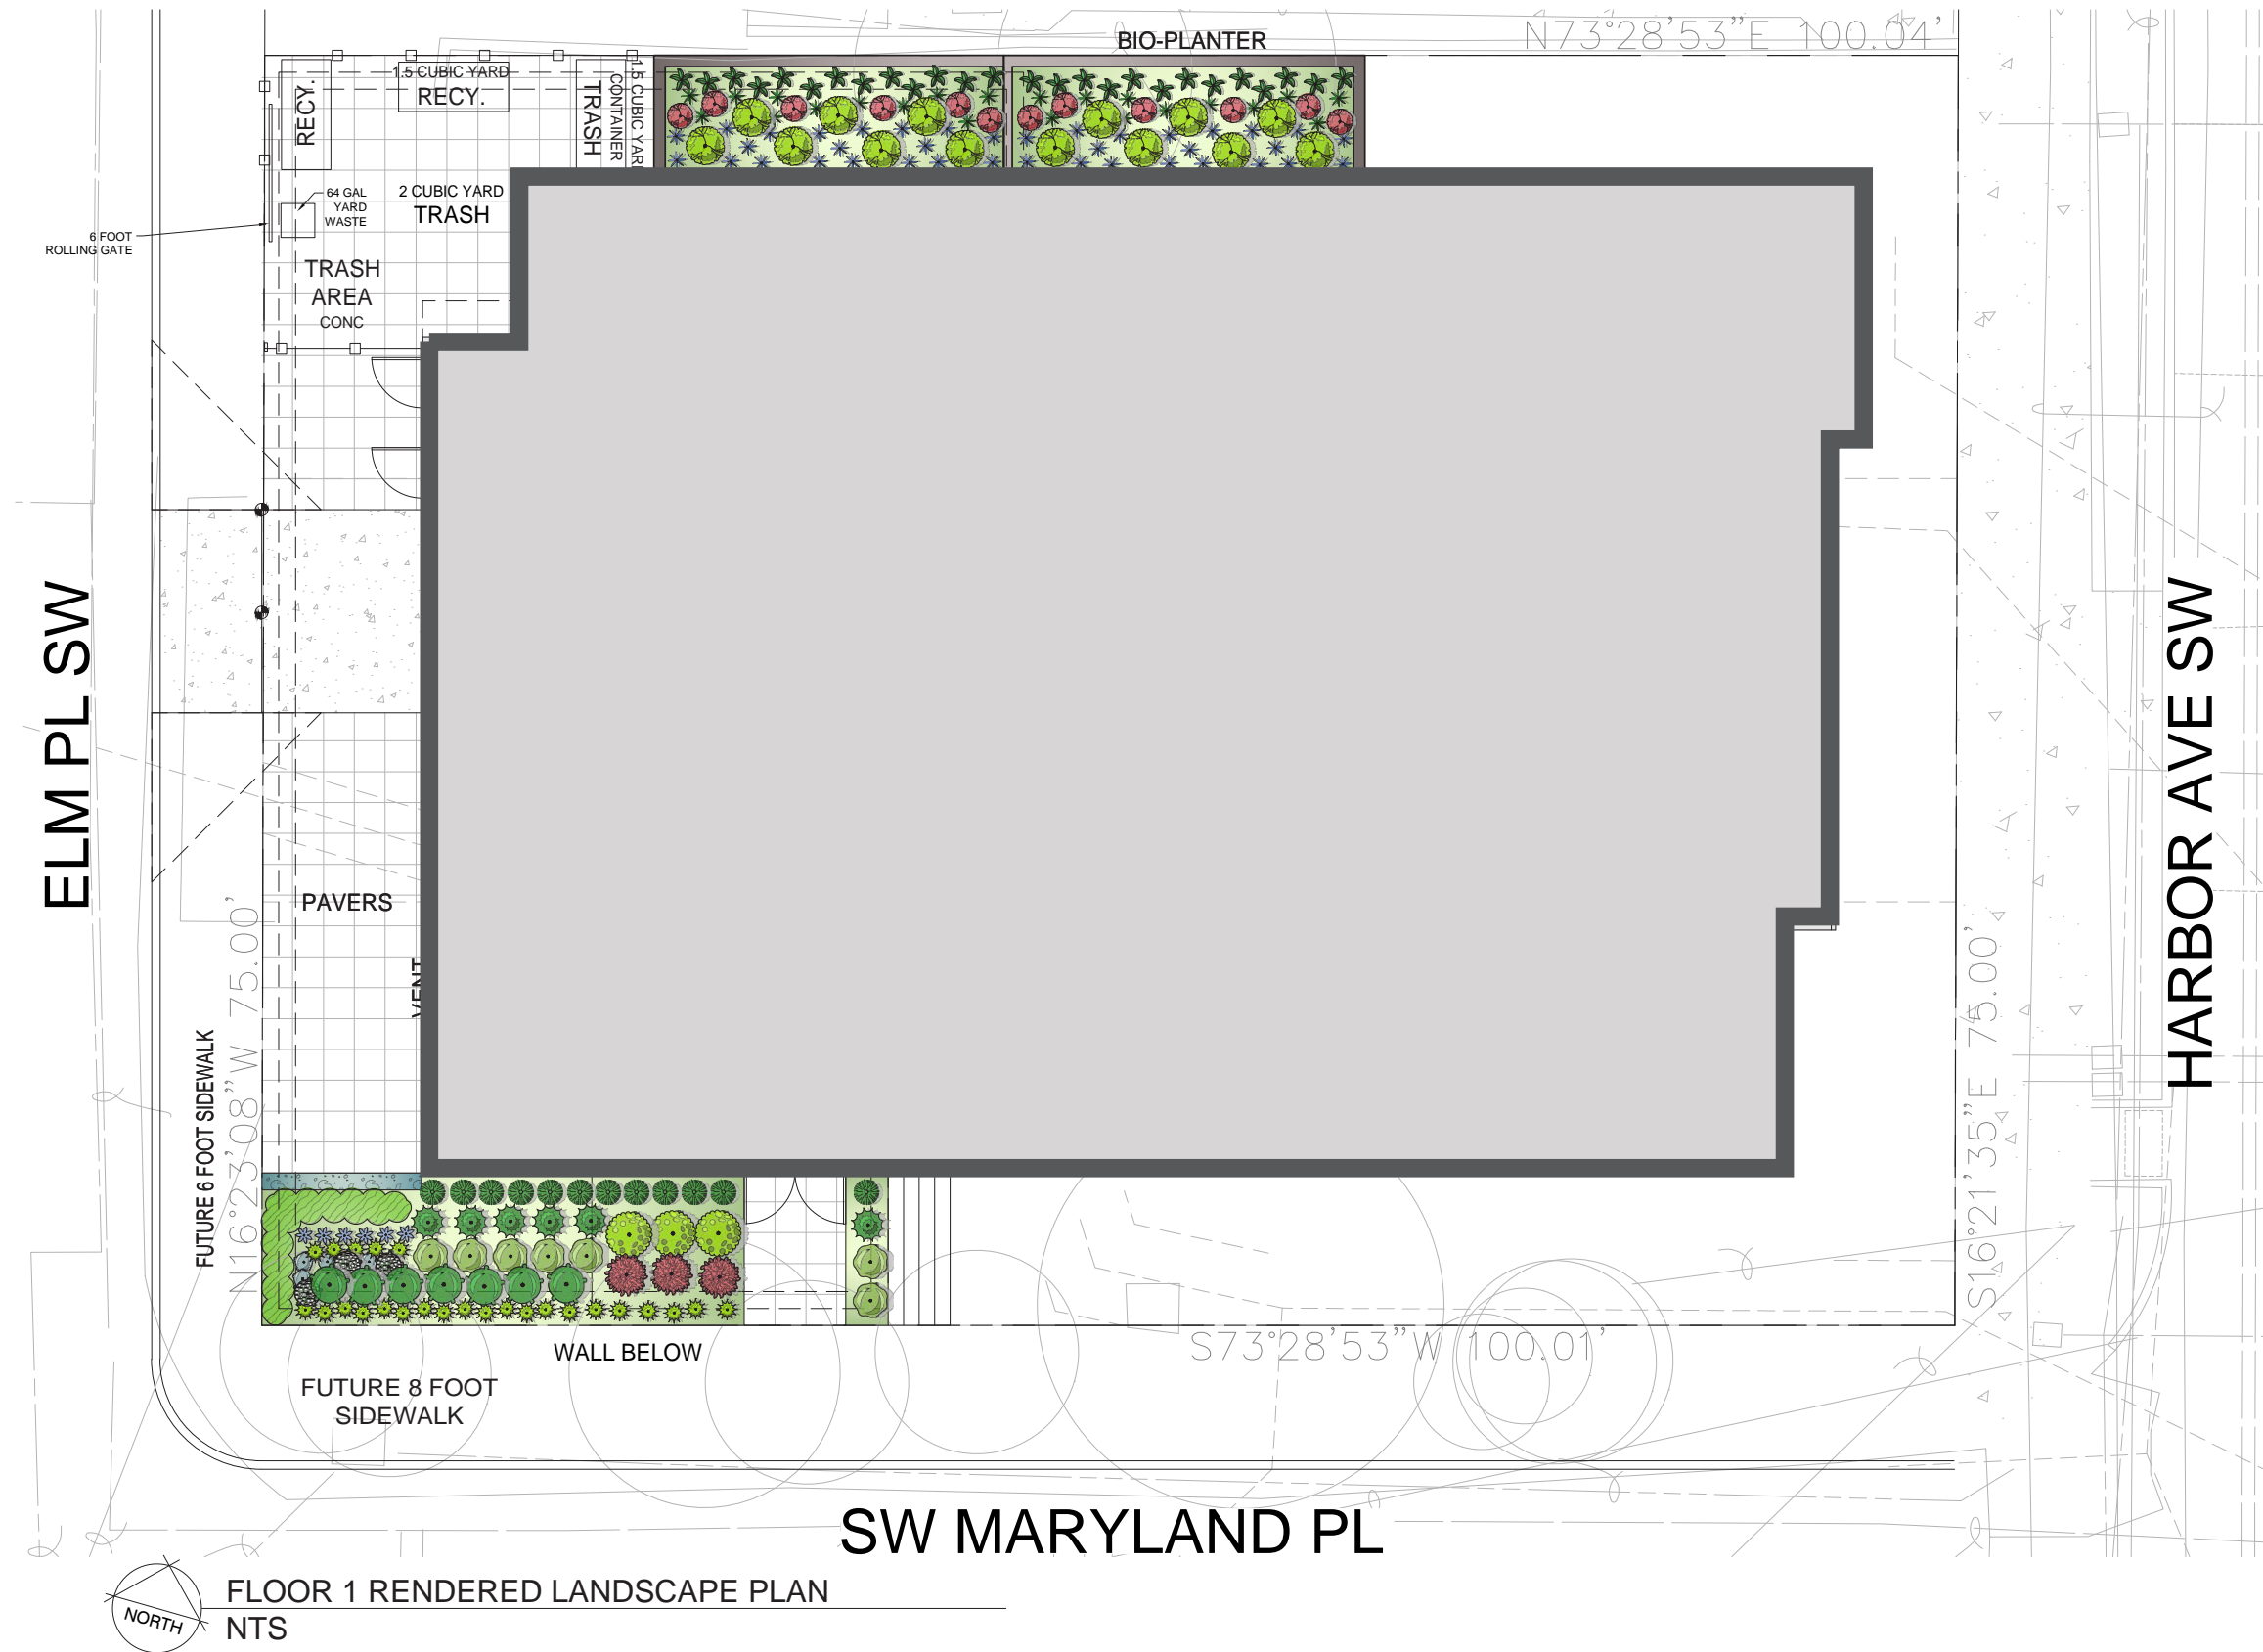 BIO-PLANTER
N73°28'53"E 100.04'
1.5 CUBIC YARD
RECY.
RECY.
TRASH
1.5 CUBIC YAR
CONTAINER
64 GAL
YARD
WASTE
2 CUBIC YARD
TRASH
6 FOOT
ROLLING GATE
TRASH
AREA
CONC
ELM PL SW
HARBOR AVE SW
PAVERS
VENT
N16°23'08"W 75.00'
FUTURE 6 FOOT SIDEWALK
S16°21'35"E 75.00'
WALL BELOW
S73°28'53"W 100.01'
FUTURE 8 FOOT
SIDEWALK
SW MARYLAND PL
NORTH
FLOOR 1 RENDERED LANDSCAPE PLAN
NTS